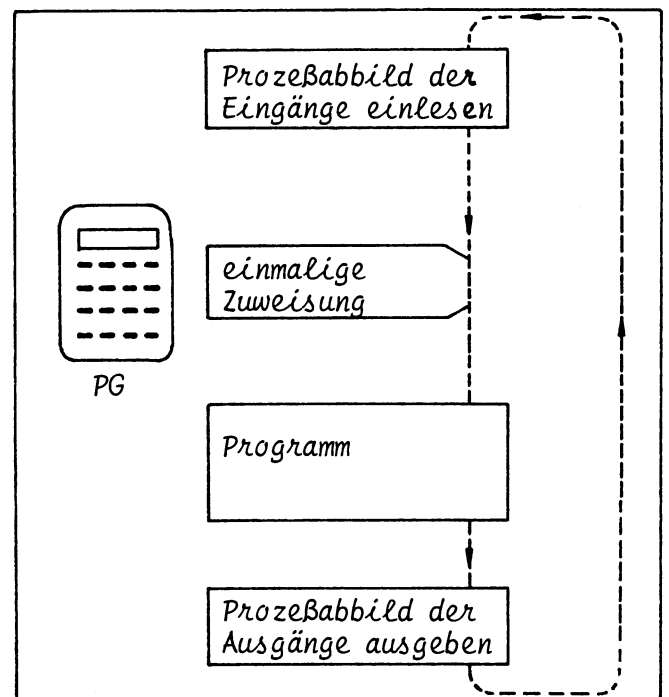 Prozeßabbild der
Eingänge einlesen
einmalige
Zuweisung
PG
Programm
Prozeßabbild der
Ausgänge ausgeben